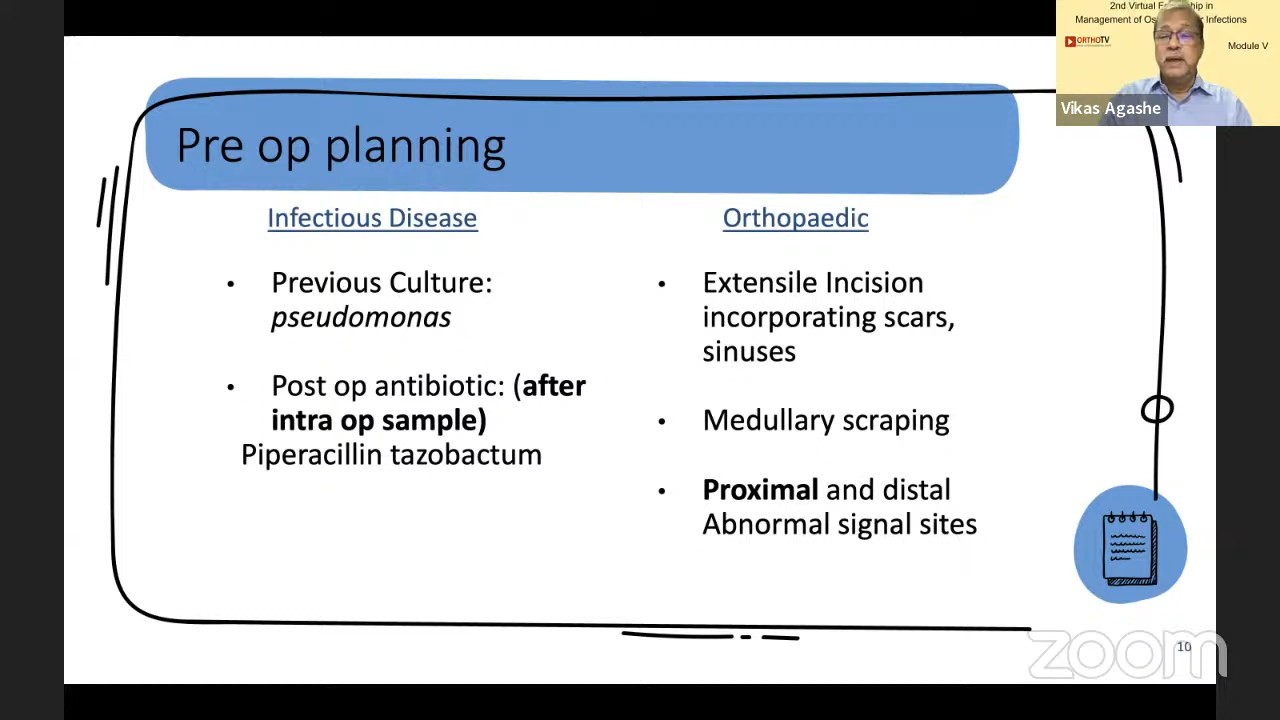 2nd Virtual in
Management of Infections
ORTHOTV
Module V
Vikas Agashe
Pre op planning
Infectious Disease
Previous Culture:
pseudomonas
Post op antibiotic: (after
intra op sample)
Piperacillin tazobactum
Orthopaedic
Extensile Incision
incorporating scars,
sinuses
Medullary scraping
Proximal and distal
Abnormal signal sites
10
zoom